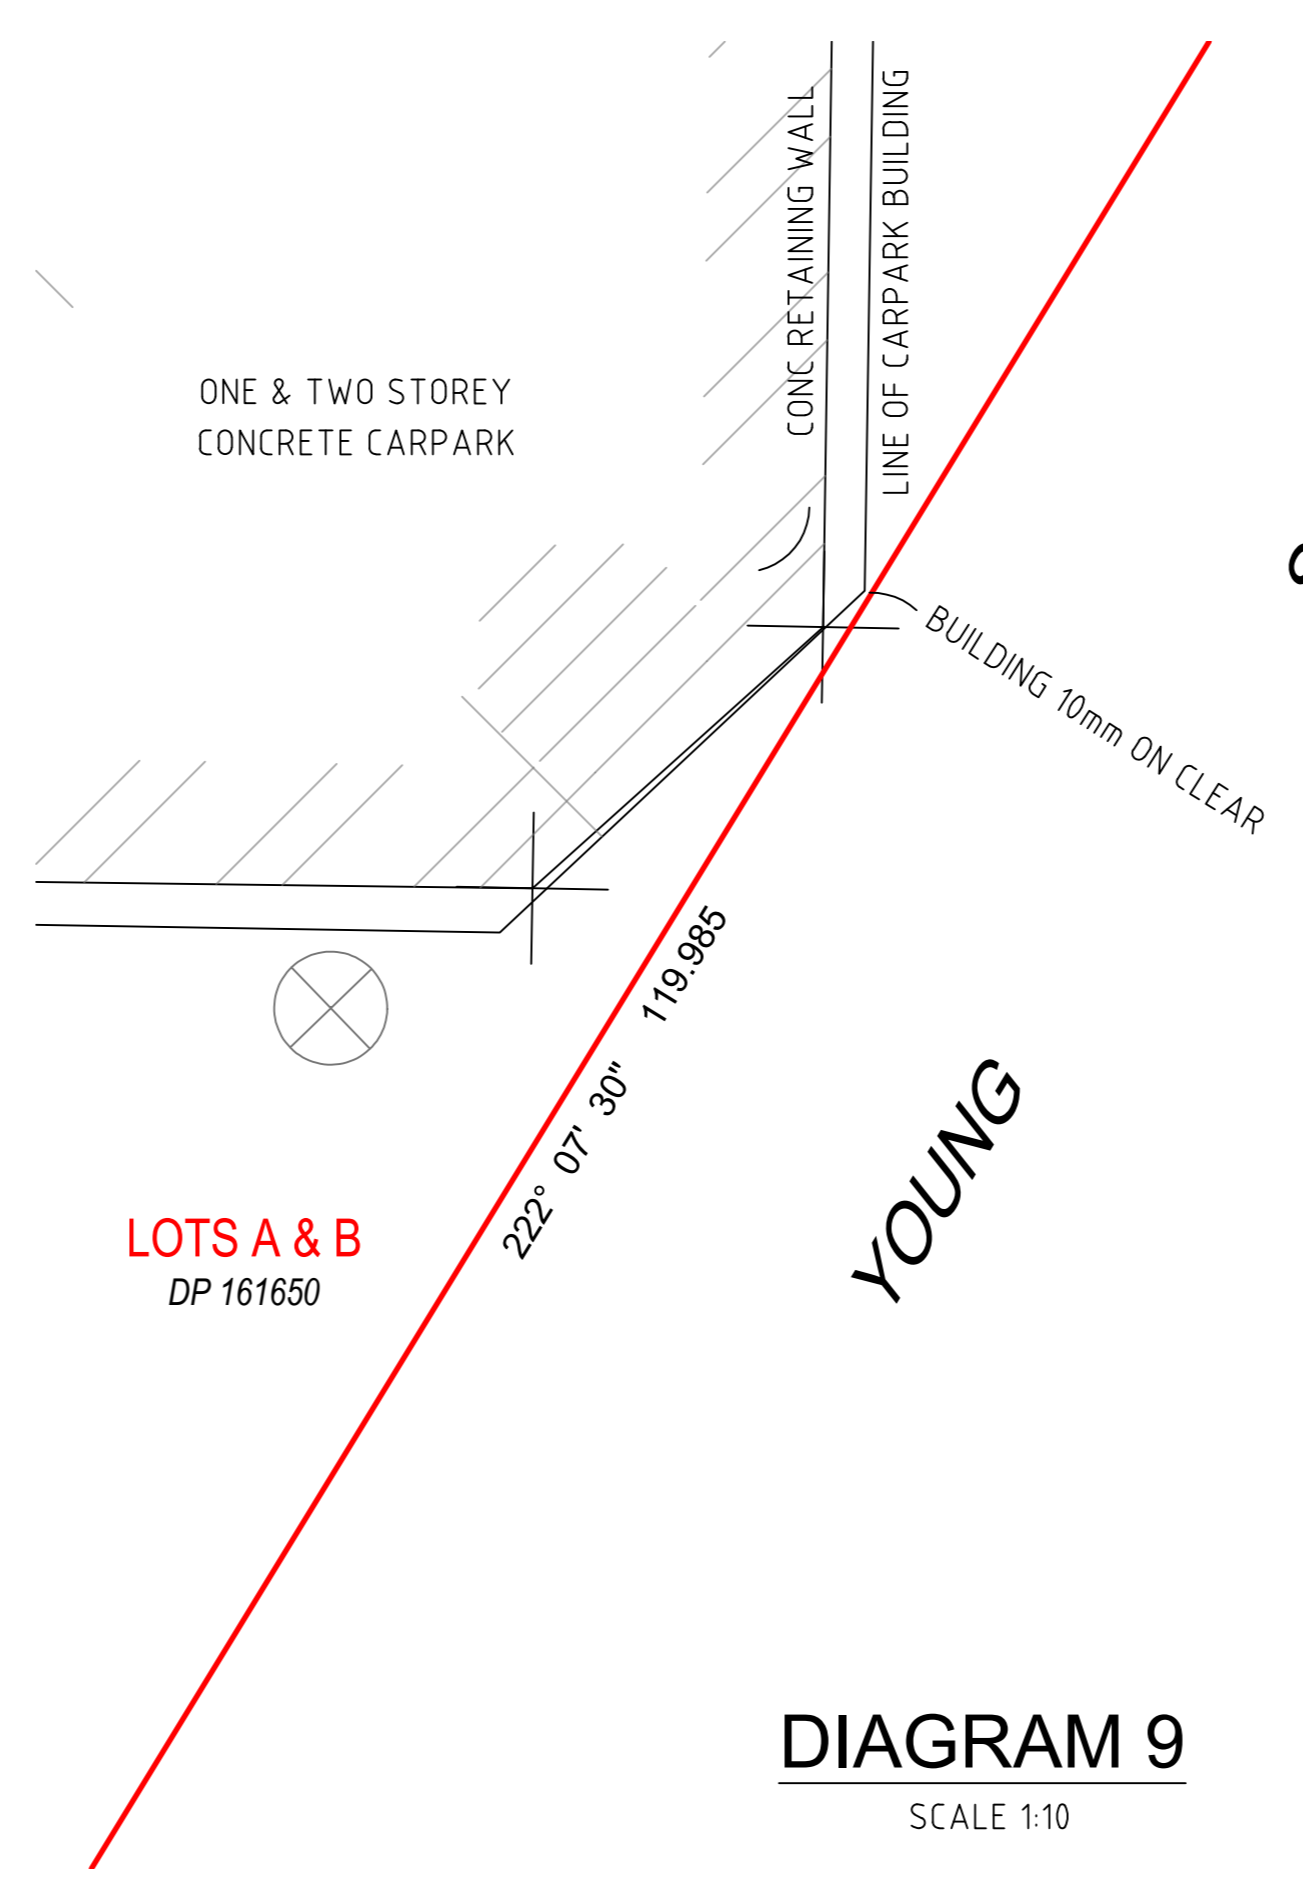 CONC RETAINING WALL
LINE OF CARPARK BUILDING
ONE & TWO STOREY
CONCRETE CARPARK
BUILDING 10mm ON CLEAR
222° 07' 30" 119.985
YOUNG
LOTS A & B
DP 161650
DIAGRAM 9
SCALE 1:10